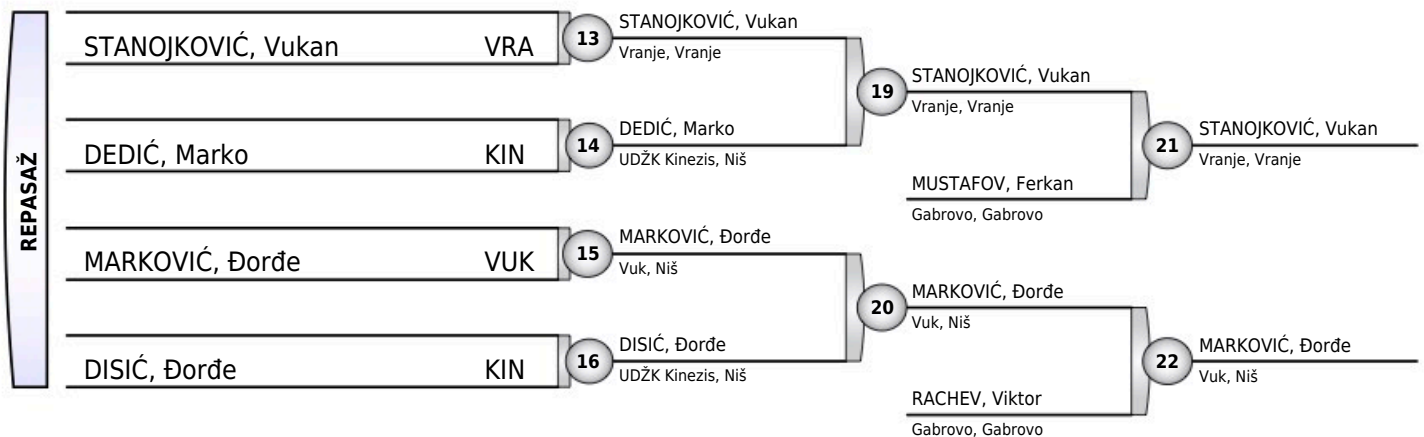 REPASAŽ
STANOJKOVIĆ, Vukan VRA
DEDIĆ, Marko KIN
MARKOVIĆ, Đorđe VUK
DISIĆ, Đorđe KIN
13
STANOJKOVIĆ, Vukan
Vranje, Vranje
14
DEDIĆ, Marko
UDŽK Kinezis, Niš
15
MARKOVIĆ, Đorđe
Vuk, Niš
16
DISIĆ, Đorđe
UDŽK Kinezis, Niš
19
STANOJKOVIĆ, Vukan
Vranje, Vranje
MUSTAFOV, Ferkan
Gabrovo, Gabrovo
20
MARKOVIĆ, Đorđe
Vuk, Niš
RACHEV, Viktor
Gabrovo, Gabrovo
21
STANOJKOVIĆ, Vukan
Vranje, Vranje
22
MARKOVIĆ, Đorđe
Vuk, Niš